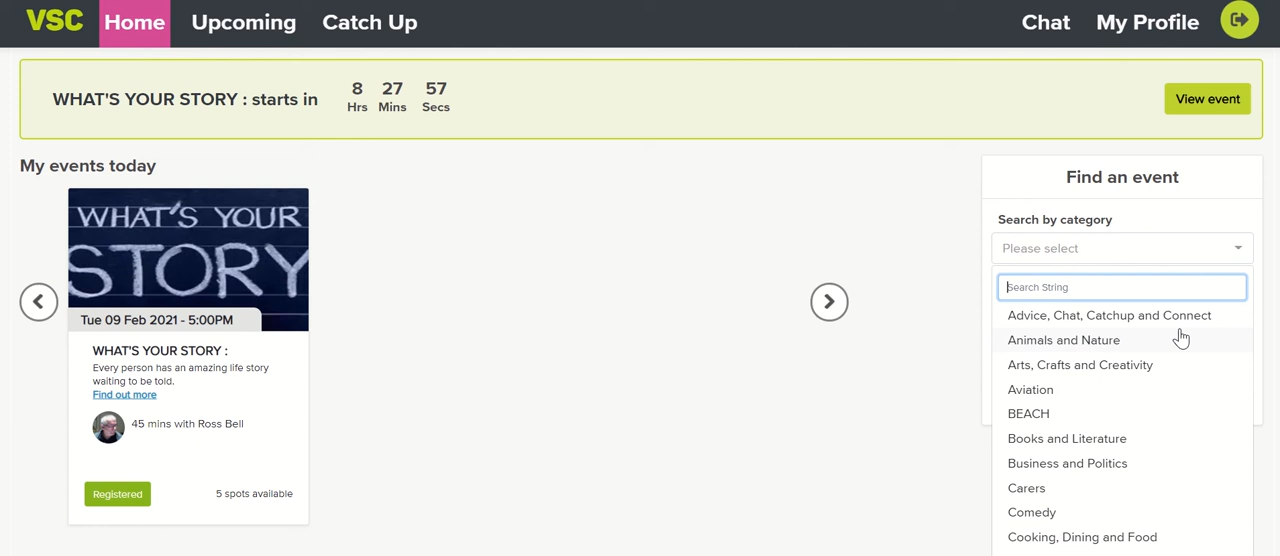 VSC Home Upcoming Catch Up Chat My Profile
WHAT'S YOUR STORY : starts in 8 Hrs 27 Mins 57 Secs View event
My events today
WHAT'S YOUR
STORY
Tue 09 Feb 2021 - 5:00PM
WHAT'S YOUR STORY :
Every person has an amazing life story
waiting to be told.
Find out more
45 mins with Ross Bell
Registered 5 spots available
Find an event
Search by category
Please select
Search String
Advice, Chat, Catchup and Connect
Animals and Nature
Arts, Crafts and Creativity
Aviation
BEACH
Books and Literature
Business and Politics
Carers
Comedy
Cooking, Dining and Food